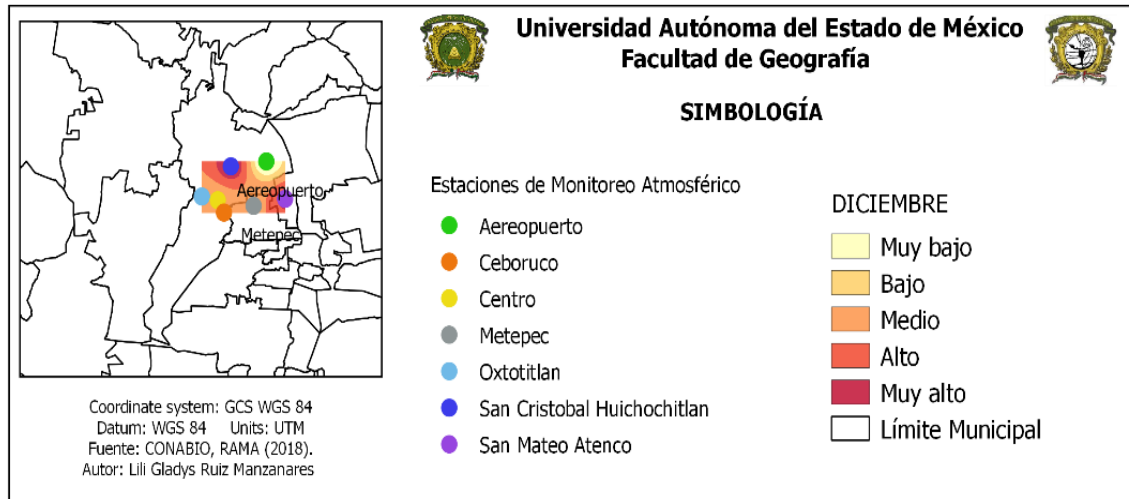 Universidad Autónoma del Estado de México
Facultad de Geografía
SIMBOLOGÍA
Aereopuerto
Metepec
Coordinate system: GCS WGS 84
Datum: WGS 84 Units: UTM
Fuente: CONABIO, RAMA (2018).
Autor: Lili Gladys Ruiz Manzanares
Estaciones de Monitoreo Atmosférico
Aereopuerto
Ceboruco
Centro
Metepec
Oxtotitlan
San Cristobal Huichochitlan
San Mateo Atenco
DICIEMBRE
Muy bajo
Bajo
Medio
Alto
Muy alto
Límite Municipal